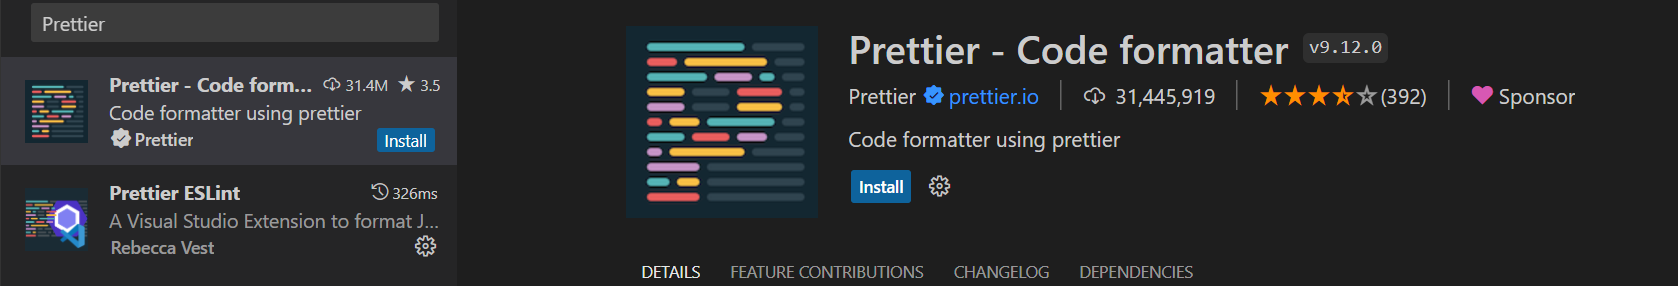 Prettier
Prettier - Code form... 31.4M 3.5
Code formatter using prettier
Prettier Install
Prettier ESLint 326ms
A Visual Studio Extension to format J...
Rebecca Vest
Prettier - Code formatter v9.12.0
Prettier prettier.io 31,445,919 (392) Sponsor
Code formatter using prettier
Install
DETAILS FEATURE CONTRIBUTIONS CHANGELOG DEPENDENCIES